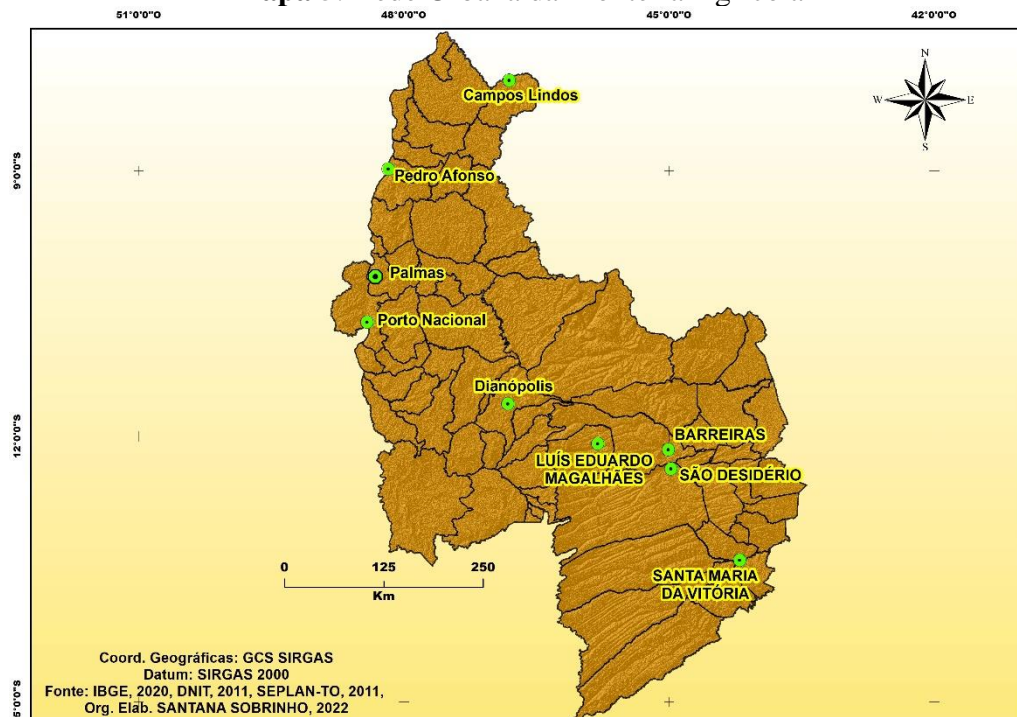 51°0'0"
48°0'0"
45°0'0"
42°0'0"
N
W E
S
Campos Lindos
9°0'0"S
Pedro Afonso
Palmas
Porto Nacional
Dianópolis
12°0'0"S
BARREIRAS
LUÍS EDUARDO
MAGALHÃES
SÃO DESIDÉRIO
SANTA MARIA
DA VITÓRIA
0 125 250
Km
Coord. Geográficas: GCS SIRGAS
Datum: SIRGAS 2000
Fonte: IBGE, 2020, DNIT, 2011, SEPLAN-TO, 2011,
Org. Elab. SANTANA SOBRINHO, 2022
5°0'0"S